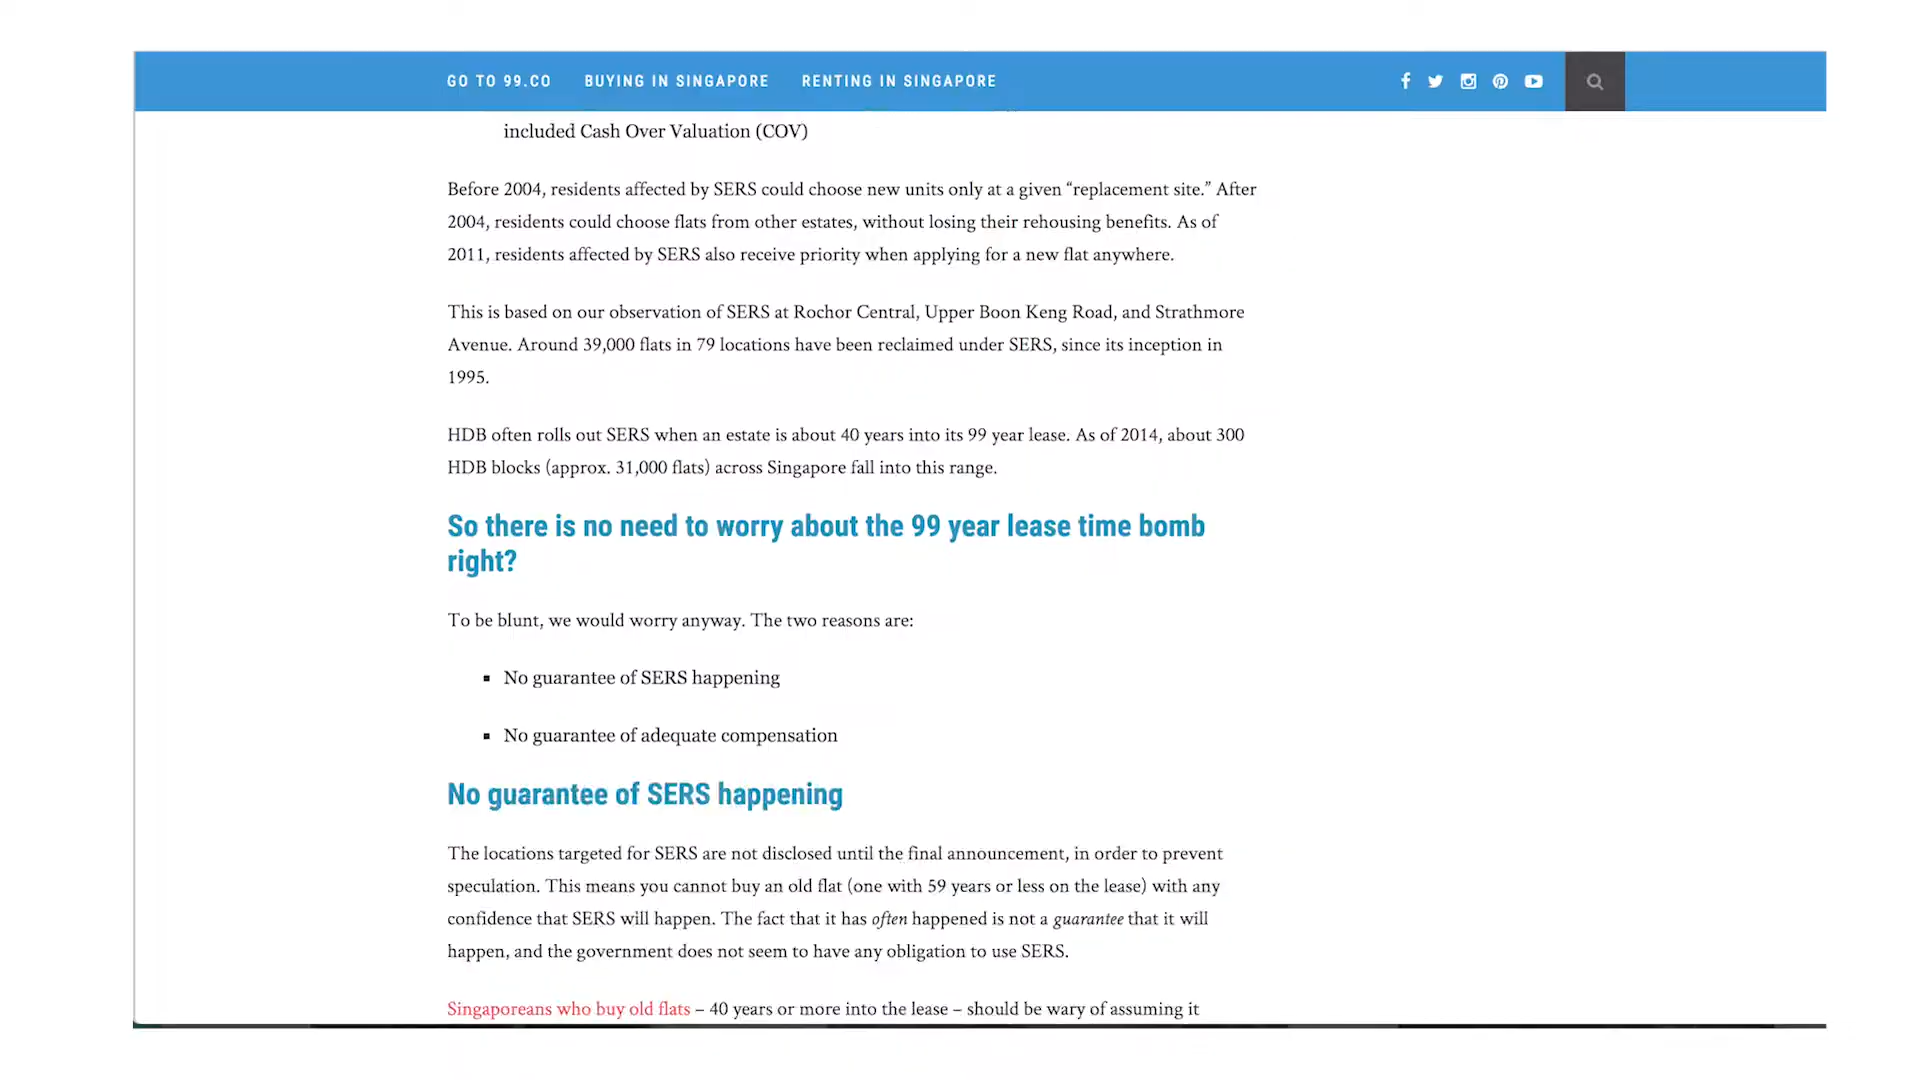 GO TO 99.CO BUYING IN SINGAPORE RENTING IN SINGAPORE
included Cash Over Valuation (COV)
Before 2004, residents affected by SERS could choose new units only at a given “replacement site.” After
2004, residents could choose flats from other estates, without losing their rehousing benefits. As of
2011, residents affected by SERS also receive priority when applying for a new flat anywhere.
This is based on our observation of SERS at Rochor Central, Upper Boon Keng Road, and Strathmore
Avenue. Around 39,000 flats in 79 locations have been reclaimed under SERS, since its inception in
1995.
HDB often rolls out SERS when an estate is about 40 years into its 99 year lease. As of 2014, about 300
HDB blocks (approx. 31,000 flats) across Singapore fall into this range.
So there is no need to worry about the 99 year lease time bomb
right?
To be blunt, we would worry anyway. The two reasons are:
▪ No guarantee of SERS happening
▪ No guarantee of adequate compensation
No guarantee of SERS happening
The locations targeted for SERS are not disclosed until the final announcement, in order to prevent
speculation. This means you cannot buy an old flat (one with 59 years or less on the lease) with any
confidence that SERS will happen. The fact that it has often happened is not a guarantee that it will
happen, and the government does not seem to have any obligation to use SERS.
Singaporeans who buy old flats – 40 years or more into the lease – should be wary of assuming it